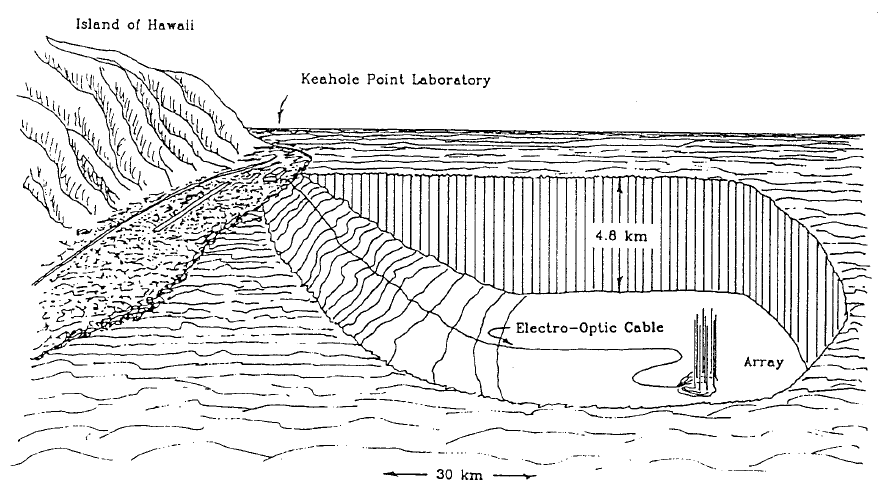 Island of Hawaii
Keahole Point Laboratory
4.8 km
Electro-Optic Cable
Array
30 km